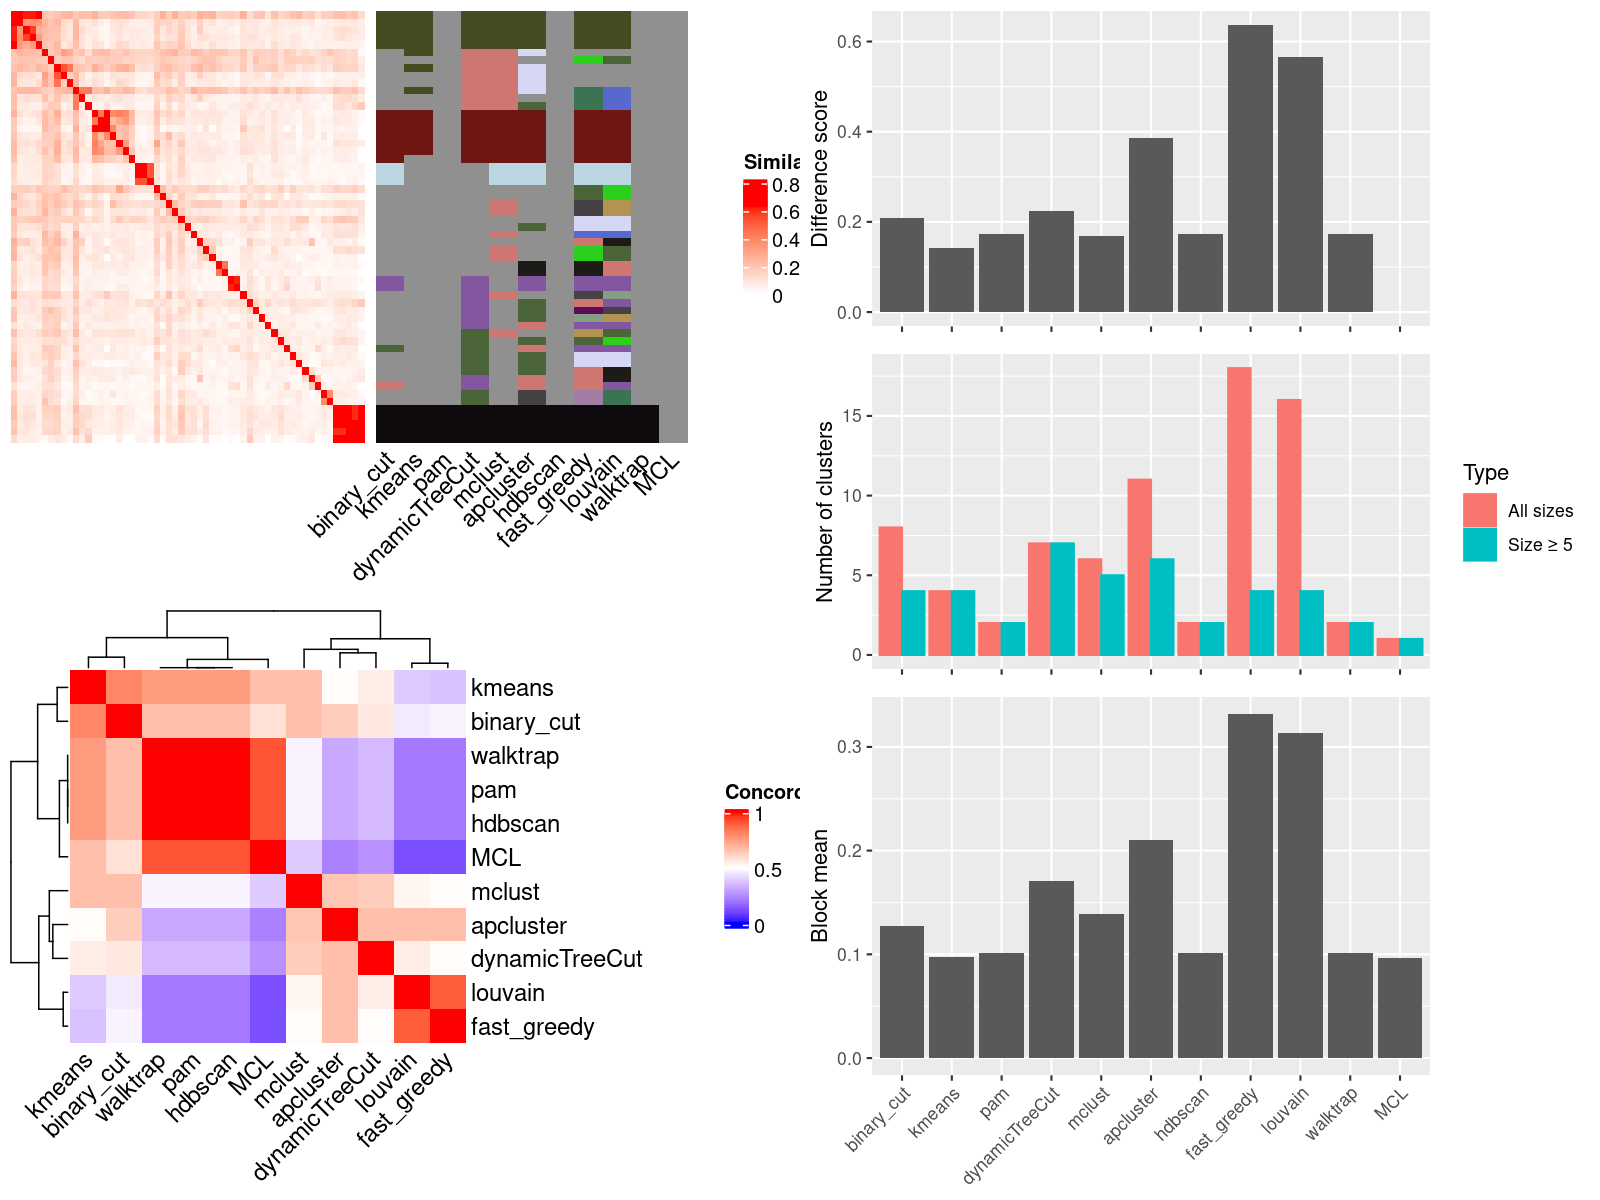 binary_cut
kmeans
pam
dynamicTreeCut
mclust
apcluster
hdbscan
fast_greedy
louvain
walktrap
MCL
Simila
0.8
0.6
0.4
0.2
0
Difference score
0.6
0.4
0.2
0.0
Number of clusters
15
10
5
0
Type
All sizes
Size ≥ 5
kmeans
binary_cut
walktrap
pam
hdbscan
MCL
mclust
apcluster
dynamicTreeCut
louvain
fast_greedy
kmeans
binary_cut
walktrap
pam
hdbscan
MCL
mclust
apcluster
dynamicTreeCut
louvain
fast_greedy
Concord
1
0.5
0
Block mean
0.3
0.2
0.1
0.0
binary_cut
kmeans
pam
dynamicTreeCut
mclust
apcluster
hdbscan
fast_greedy
louvain
walktrap
MCL